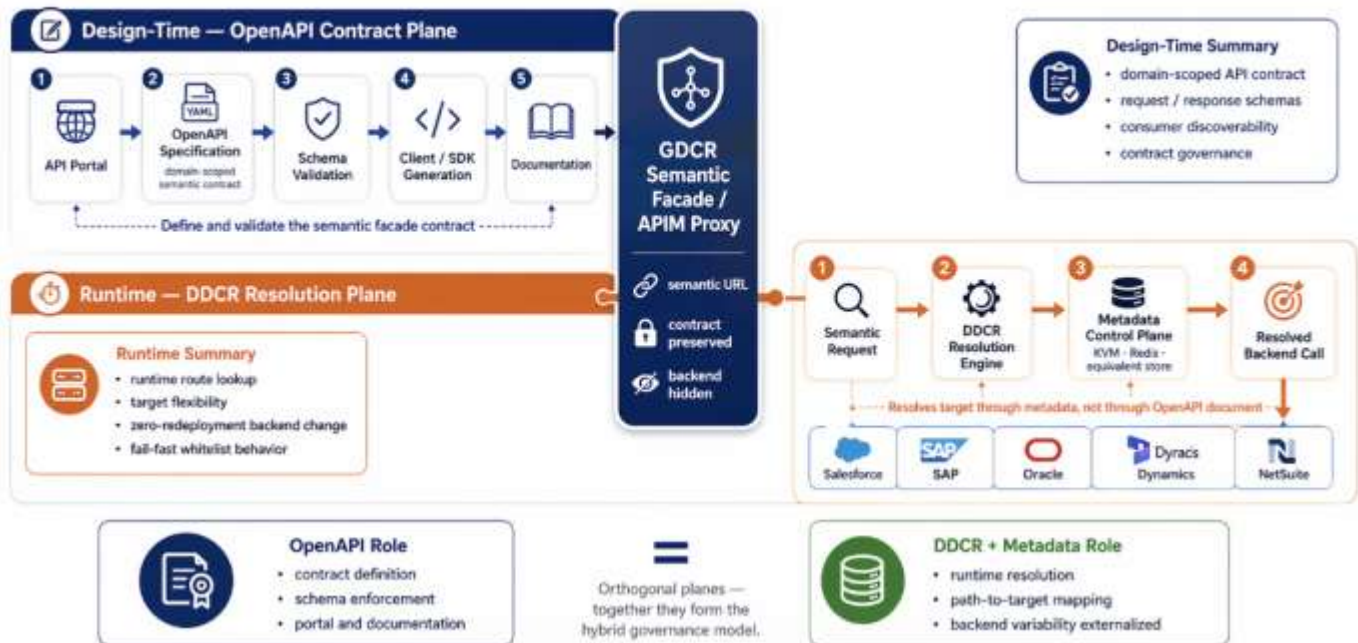 Design-Time — OpenAPI Contract Plane
1
API Portal
2
YAML
OpenAPI
Specification
domain-scoped
semantic contract
3
Schema
Validation
4
</>
Client / SDK
Generation
5
Documentation
Define and validate the semantic facade contract
GDCR
Semantic
Facade /
APIM Proxy
semantic URL
contract
preserved
backend
hidden
Design-Time Summary
• domain-scoped API contract
• request / response schemas
• consumer discoverability
• contract governance
Runtime — DDCR Resolution Plane
Runtime Summary
• runtime route lookup
• target flexibility
• zero-redeployment backend change
• fail-fast whitelist behavior
1
Semantic
Request
2
DDCR
Resolution
Engine
3
Metadata
Control Plane
KVM · Redis ·
equivalent store
4
Resolved
Backend Call
Resolves target through metadata, not through OpenAPI document
Salesforce
SAP
SAP
Oracle
Dyracs
Dynamics
N
NetSuite
OpenAPI Role
• contract definition
• schema enforcement
• portal and documentation
=
Orthogonal planes —
together they form the
hybrid governance model.
DDCR + Metadata Role
• runtime resolution
• path-to-target mapping
• backend variability externalized